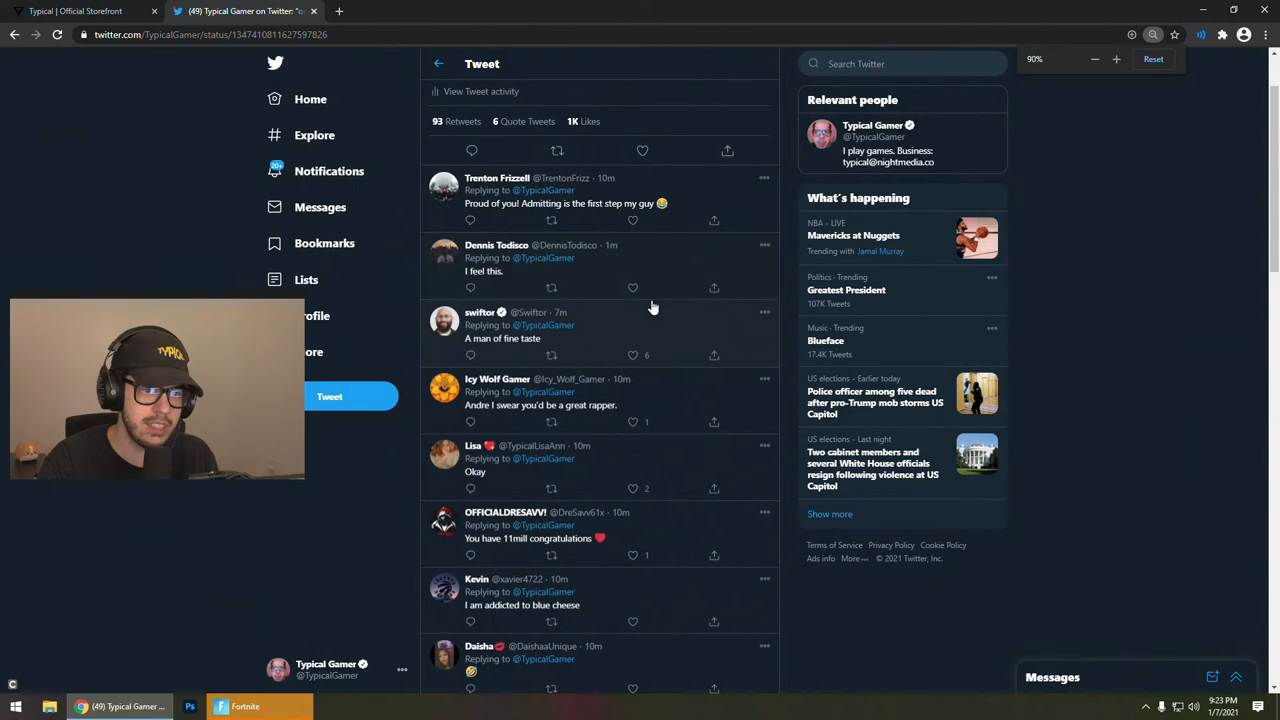 Typical | Official Storefront
(49) Typical Gamer on Twitter: "o
twitter.com/TypicalGamer/status/1347410811627597826
90%
Reset
Tweet
Search Twitter
View Tweet activity
93 Retweets 6 Quote Tweets 1K Likes
Home
Explore
20+
Notifications
Messages
Bookmarks
Lists
rofile
ore
Tweet
Trenton Frizzell @TrentonFrizz · 10m
Replying to @TypicalGamer
Proud of you! Admitting is the first step my guy 😂
Dennis Todisco @DennisTodisco · 1m
Replying to @TypicalGamer
I feel this.
swiftor @Swiftor · 7m
Replying to @TypicalGamer
A man of fine taste
6
Icy Wolf Gamer @Icy_Wolf_Gamer · 10m
Replying to @TypicalGamer
Andre I swear you'd be a great rapper.
1
Lisa 💘 @TypicalLisaAnn · 10m
Replying to @TypicalGamer
Okay
2
OFFICIALDRESAVV! @DreSavv61x · 10m
Replying to @TypicalGamer
You have 11mill congratulations ❤️
1
Kevin @xavier4722 · 10m
Replying to @TypicalGamer
I am addicted to blue cheese
Daisha💋 @DaishaaUnique · 10m
Replying to @TypicalGamer
🤣
Relevant people
Typical Gamer
@TypicalGamer
I play games. Business:
typical@nightmedia.co
What's happening
NBA · LIVE
Mavericks at Nuggets
Trending with Jamal Murray
Politics · Trending
Greatest President
107K Tweets
Music · Trending
Blueface
17.4K Tweets
US elections · Earlier today
Police officer among five dead
after pro-Trump mob storms US
Capitol
US elections · Last night
Two cabinet members and
several White House officials
resign following violence at US
Capitol
Show more
Terms of Service Privacy Policy Cookie Policy
Ads info More··· © 2021 Twitter, Inc.
TYPICAL
Typical Gamer
@TypicalGamer
Messages
(49) Typical Gamer ...
Ps
Fortnite
9:23 PM
1/7/2021